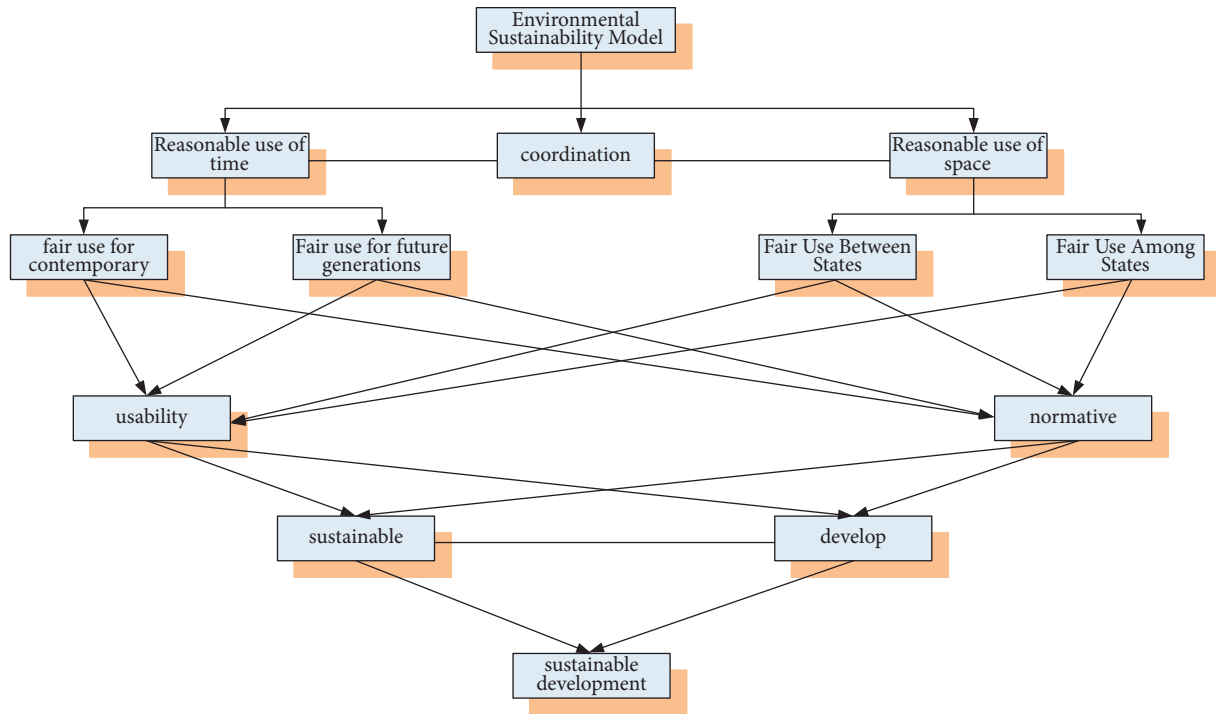 Environmental
Sustainability Model
Reasonable use of
time
coordination
Reasonable use of
space
fair use for
contemporary
Fair use for future
generations
Fair Use Between
States
Fair Use Among
States
usability
normative
sustainable
develop
sustainable
development